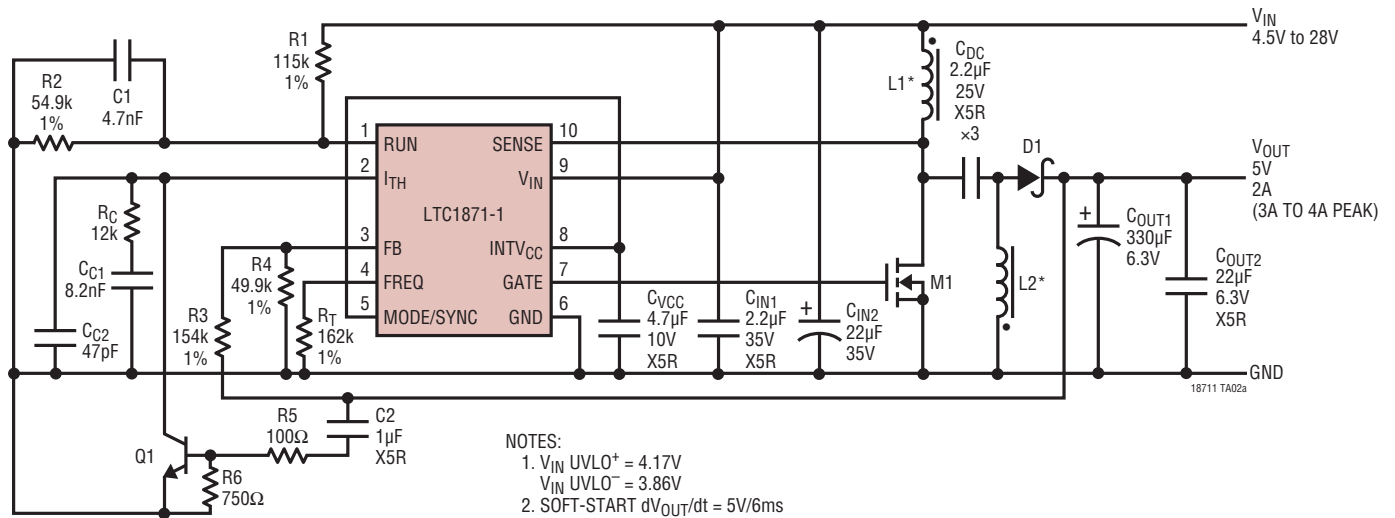 V_IN
4.5V to 28V
R1
115k
1%
C1
4.7nF
R2
54.9k
1%
L1*
C_DC
2.2µF
25V
X5R
×3
D1
V_OUT
5V
2A
(3A TO 4A PEAK)
1
RUN
2
I_TH
3
FB
4
FREQ
5
MODE/SYNC
LTC1871-1
SENSE
10
V_IN
9
INTV_CC
8
GATE
7
GND
6
R_C
12k
C_C1
8.2nF
C_C2
47pF
R3
154k
1%
R4
49.9k
1%
R_T
162k
1%
C_VCC
4.7µF
10V
X5R
C_IN1
2.2µF
35V
X5R
+
C_IN2
22µF
35V
M1
L2*
+
C_OUT1
330µF
6.3V
C_OUT2
22µF
6.3V
X5R
GND
18711 TA02a
Q1
R5
100Ω
C2
1µF
X5R
R6
750Ω
NOTES:
1. V_IN UVLO⁺ = 4.17V
V_IN UVLO⁻ = 3.86V
2. SOFT-START dV_OUT/dt = 5V/6ms